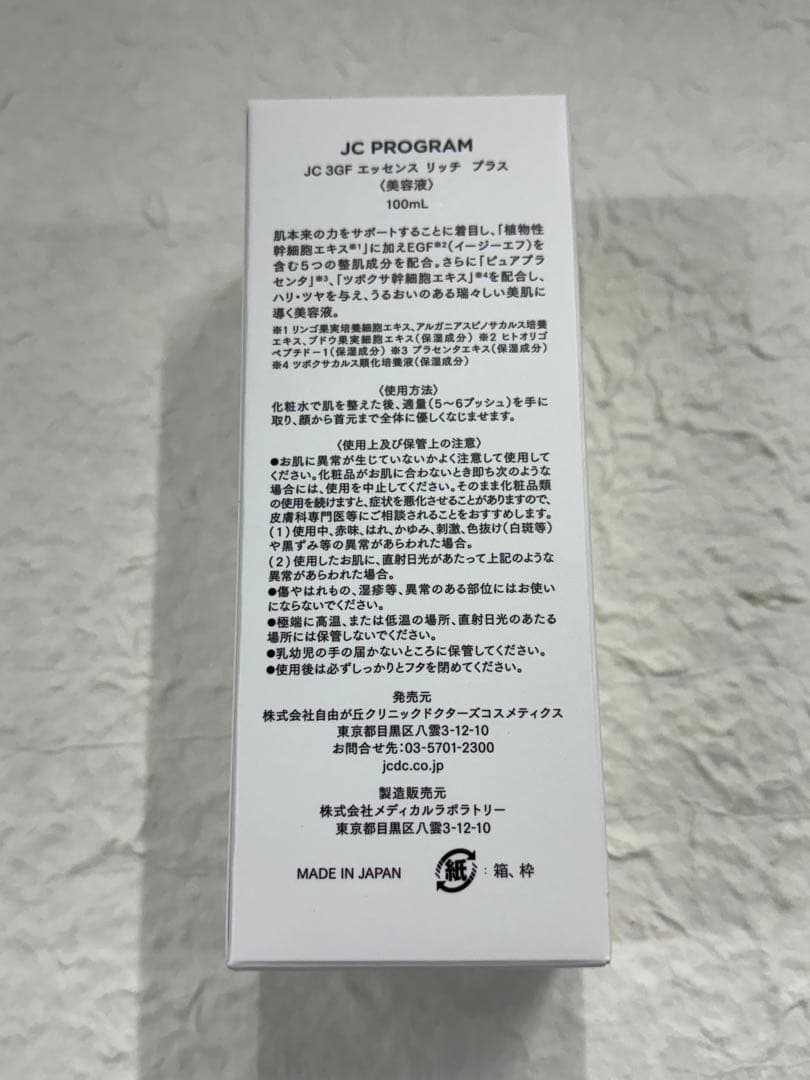 JC PROGRAM
JC 3GF エッセンス リッチ プラス
〈美容液〉
100mL
肌本来の力をサポートすることに着目し、「植物性
幹細胞エキス※1」に加えEGF※2(イージーエフ)を
含む5つの整肌成分を配合。さらに「ピュアプラ
センタ」※3、「ツボクサ幹細胞エキス」※4を配合し、
ハリ・ツヤを与え、うるおいのある瑞々しい美肌に
導く美容液。
※1 リンゴ果実培養細胞エキス、アルガニアスピノサカルス培養
エキス、ブドウ果実細胞エキス(保湿成分) ※2 ヒトオリゴ
ペプチド-1(保湿成分) ※3 プラセンタエキス(保湿成分)
※4 ツボクサカルス順化培養液(保湿成分)
〈使用方法〉
化粧水で肌を整えた後、適量(5～6プッシュ)を手に
取り、顔から首元まで全体に優しくなじませます。
〈使用上及び保管上の注意〉
●お肌に異常が生じていないかよく注意して使用して
ください。化粧品がお肌に合わないとき即ち次のような
場合には、使用を中止してください。そのまま化粧品類
の使用を続けますと、症状を悪化させることがありますので、
皮膚科専門医等にご相談されることをおすすめします。
(1)使用中、赤味、はれ、かゆみ、刺激、色抜け(白斑等)
や黒ずみ等の異常があらわれた場合。
(2)使用したお肌に、直射日光があたって上記のような
異常があらわれた場合。
●傷やはれもの、湿疹等、異常のある部位にはお使い
にならないでください。
●極端に高温、または低温の場所、直射日光のあたる
場所には保管しないでください。
●乳幼児の手の届かないところに保管してください。
●使用後は必ずしっかりとフタを閉めてください。
発売元
株式会社自由が丘クリニックドクターズコスメティクス
東京都目黒区八雲3-12-10
お問合せ先:03-5701-2300
jcdc.co.jp
製造販売元
株式会社メディカルラボラトリー
東京都目黒区八雲3-12-10
MADE IN JAPAN 紙:箱、枠